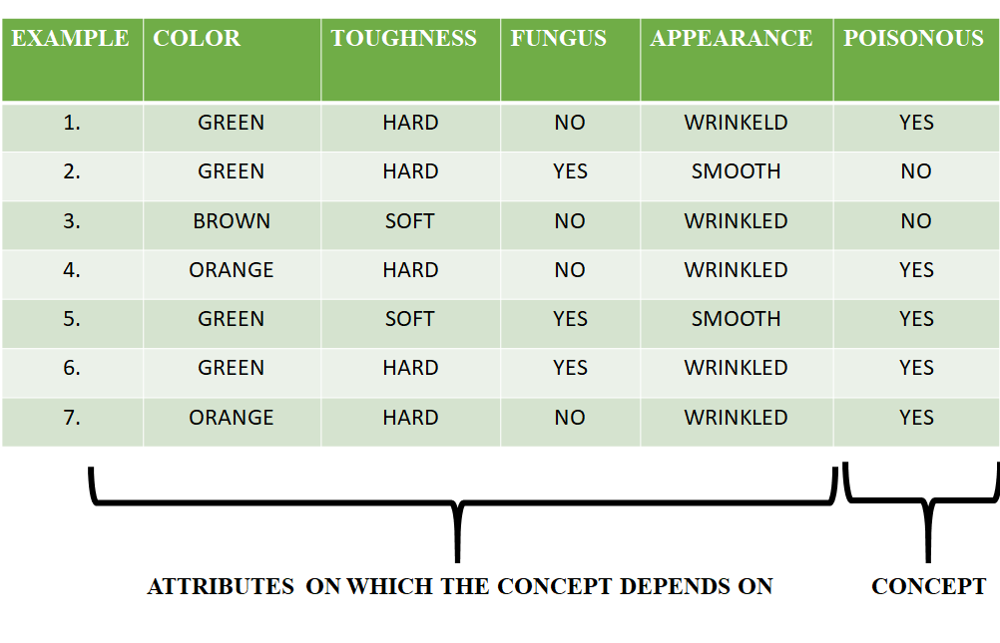 EXAMPLE COLOR TOUGHNESS FUNGUS APPEARANCE POISONOUS
1. GREEN HARD NO WRINKELD YES
2. GREEN HARD YES SMOOTH NO
3. BROWN SOFT NO WRINKLED NO
4. ORANGE HARD NO WRINKLED YES
5. GREEN SOFT YES SMOOTH YES
6. GREEN HARD YES WRINKLED YES
7. ORANGE HARD NO WRINKLED YES
ATTRIBUTES ON WHICH THE CONCEPT DEPENDS ON CONCEPT